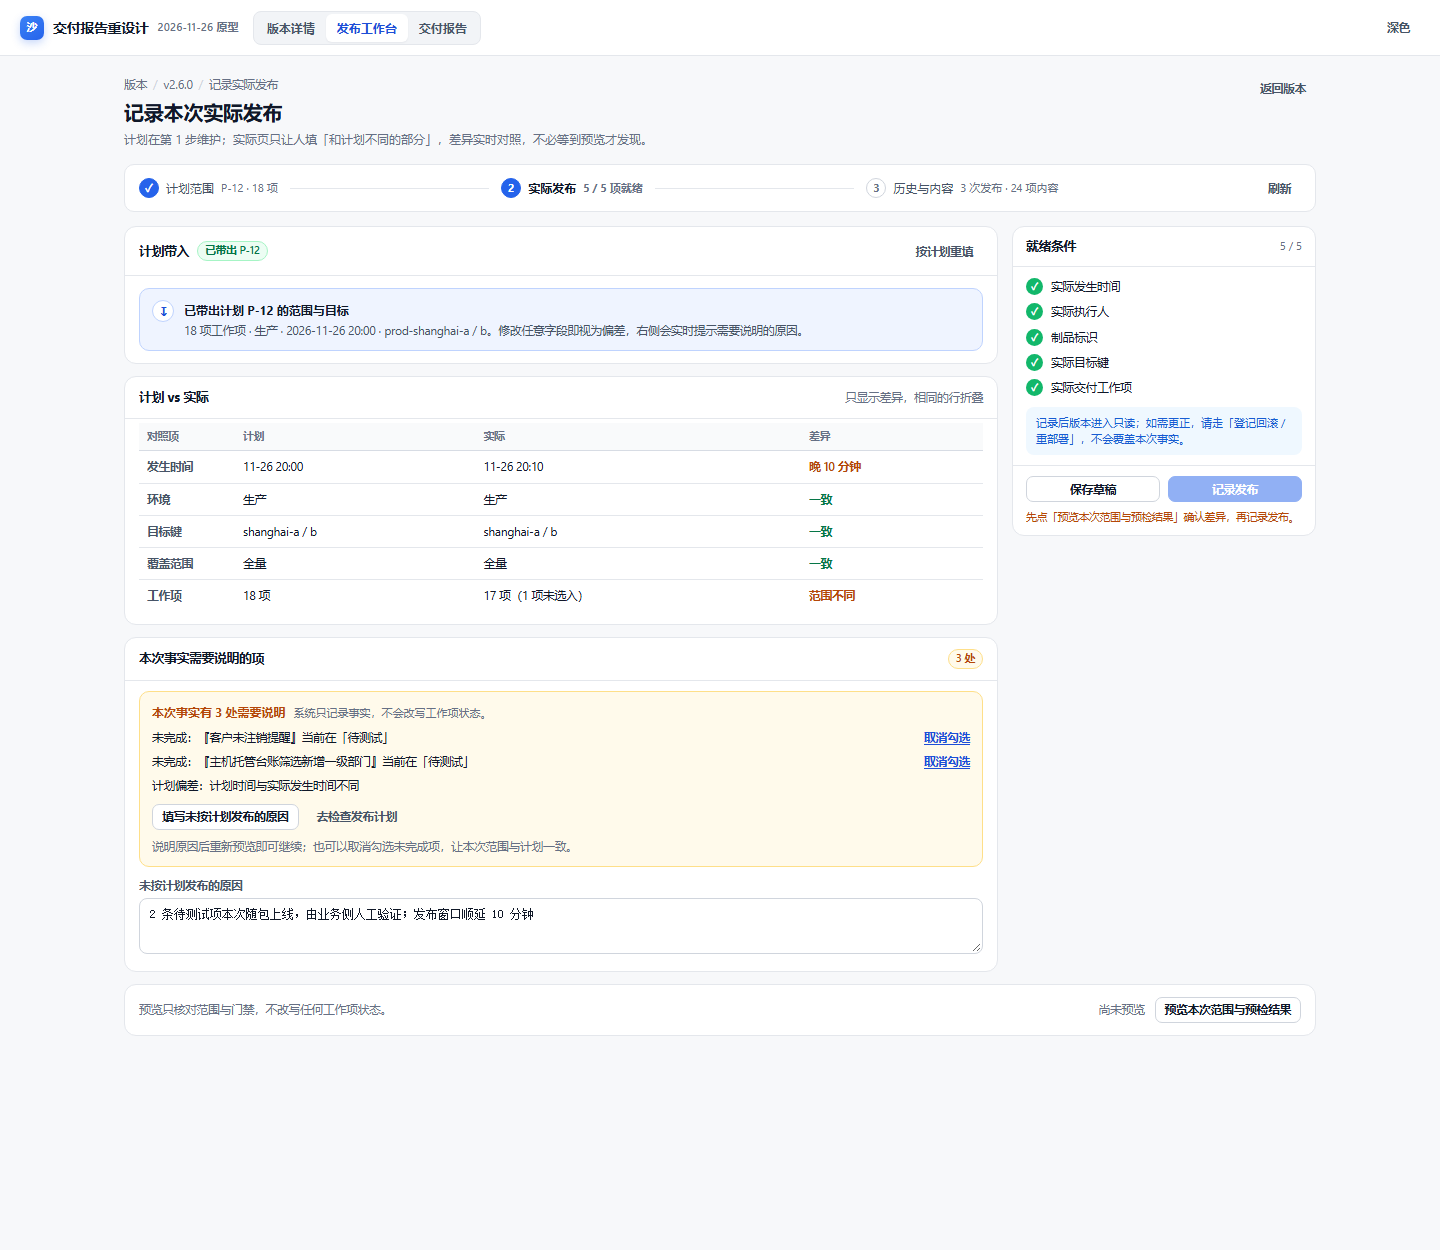 沙 交付报告重设计 2026-11-26 原型 版本详情 发布工作台 交付报告 深色
版本 / v2.6.0 / 记录实际发布
返回版本
记录本次实际发布
计划在第 1 步维护；实际页只让人填「和计划不同的部分」，差异实时对照，不必等到预览才发现。
✓ 计划范围 P-12 · 18 项 2 实际发布 5 / 5 项就绪 3 历史与内容 3 次发布 · 24 项内容 刷新
计划带入 已带出 P-12 按计划重填
已带出计划 P-12 的范围与目标
18 项工作项 · 生产 · 2026-11-26 20:00 · prod-shanghai-a / b。修改任意字段即视为偏差，右侧会实时提示需要说明的原因。
计划 vs 实际 只显示差异，相同的行折叠
对照项 计划 实际 差异
发生时间 11-26 20:00 11-26 20:10 晚 10 分钟
环境 生产 生产 一致
目标键 shanghai-a / b shanghai-a / b 一致
覆盖范围 全量 全量 一致
工作项 18 项 17 项（1 项未选入） 范围不同
本次事实需要说明的项 3 处
本次事实有 3 处需要说明 系统只记录事实，不会改写工作项状态。
未完成：『客户未注销提醒』当前在「待测试」 取消勾选
未完成：『主机托管台账筛选新增一级部门』当前在「待测试」 取消勾选
计划偏差：计划时间与实际发生时间不同
填写未按计划发布的原因 去检查发布计划
说明原因后重新预览即可继续；也可以取消勾选未完成项，让本次范围与计划一致。
未按计划发布的原因
2 条待测试项本次随包上线，由业务侧人工验证；发布窗口顺延 10 分钟
就绪条件 5 / 5
✓ 实际发生时间
✓ 实际执行人
✓ 制品标识
✓ 实际目标键
✓ 实际交付工作项
记录后版本进入只读；如需更正，请走「登记回滚 /
重部署」，不会覆盖本次事实。
保存草稿 记录发布
先点「预览本次范围与预检结果」确认差异，再记录发布。
预览只核对范围与门禁，不改写任何工作项状态。 尚未预览 预览本次范围与预检结果